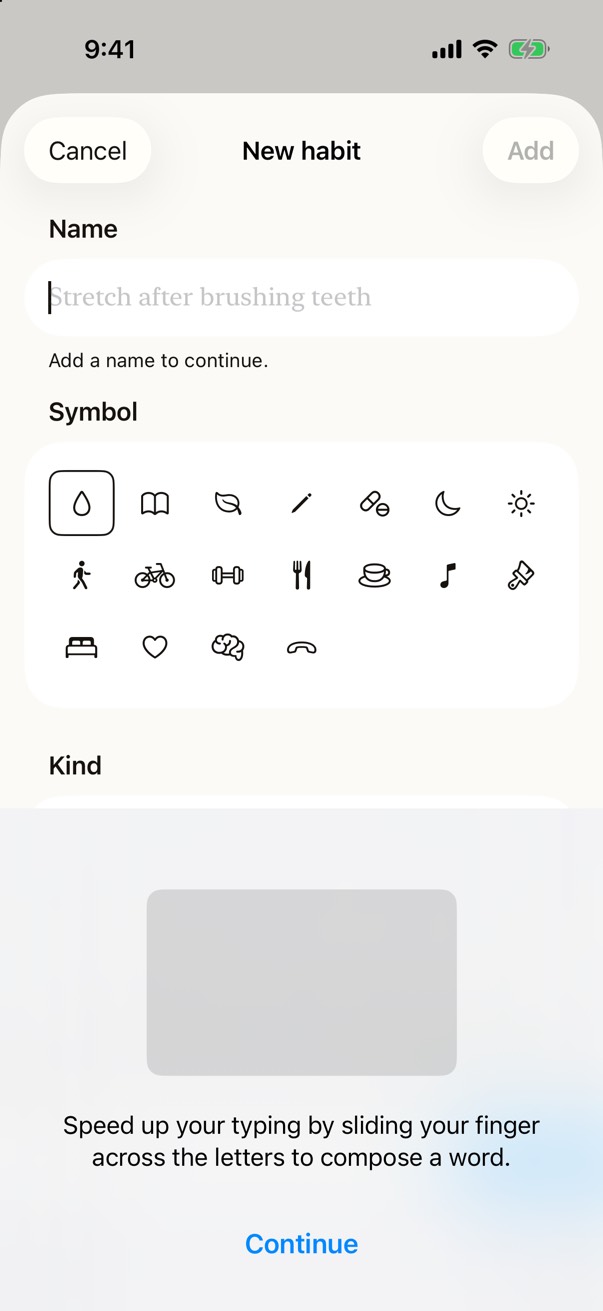 9:41
Cancel
New habit
Add
Name
Stretch after brushing teeth
Add a name to continue.
Symbol
Kind
Speed up your typing by sliding your finger
across the letters to compose a word.
Continue